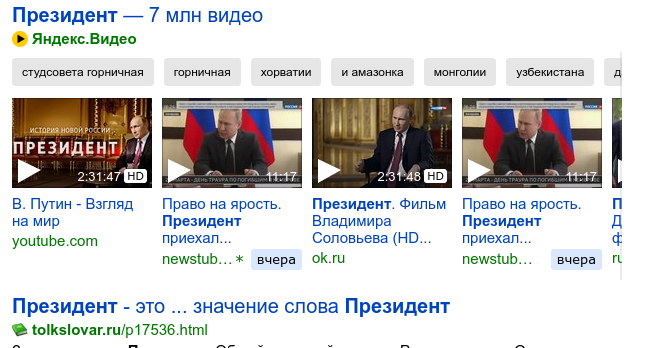 Президент — 7 млн видео
Яндекс.Видео
студсовета горничная
горничная
хорватии
и амазонка
монголии
узбекистана
ИСТОРИЯ НОВОЙ РОССИИ
ПРЕЗИДЕНТ
2:31:47 HD
11:17
2:31:48 HD
11:17
В. Путин - Взгляд
на мир
youtube.com
Право на ярость.
Президент
приехал...
newstub... * вчера
Президент. Фильм
Владимира
Соловьева (HD...
ok.ru
Право на ярость.
Президент
приехал...
newstub... вчера
Президент - это ... значение слова Президент
tolkslovar.ru/p17536.html